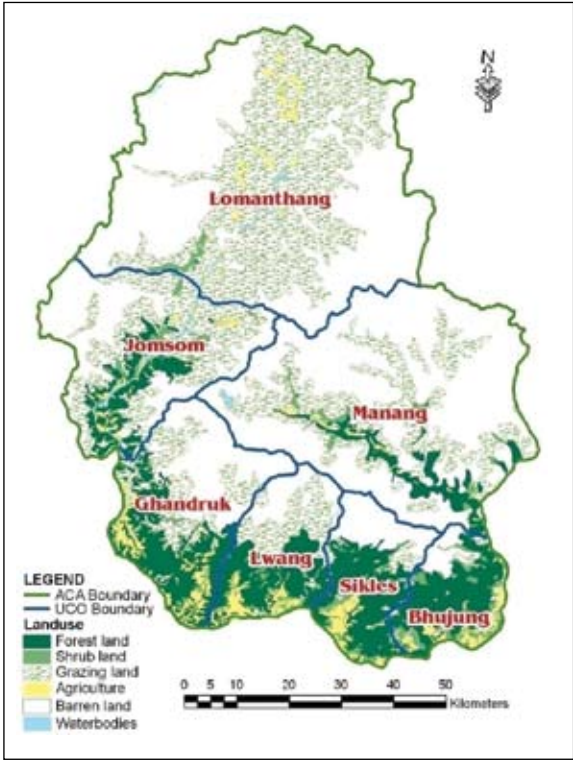 N
Lomanthang
Jomsom
Manang
Ghandruk
Lwang
Sikles
Bhujung
LEGEND
ACA Boundary
UCO Boundary
Landuse
Forest land
Shrub land
Grazing land
Agriculture
Barren land
Waterbodies
0 5 10 20 30 40 50
Kilometers